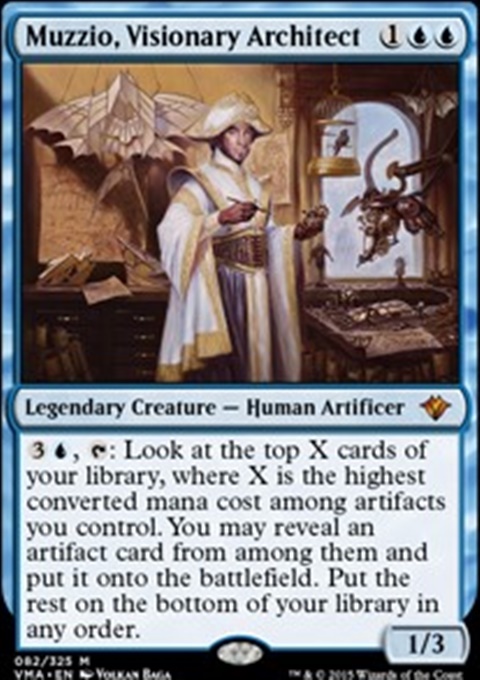 Muzzio, Visionary Architect 1
Legendary Creature — Human Artificer
3 , : Look at the top X cards of
your library, where X is the highest
converted mana cost among artifacts
you control. You may reveal an
artifact card from among them and
put it onto the battlefield. Put the
rest on the bottom of your library in
any order.
1/3
082/325 M
VMA • EN Volkan Baga ™ & © 2015 Wizards of the Coast